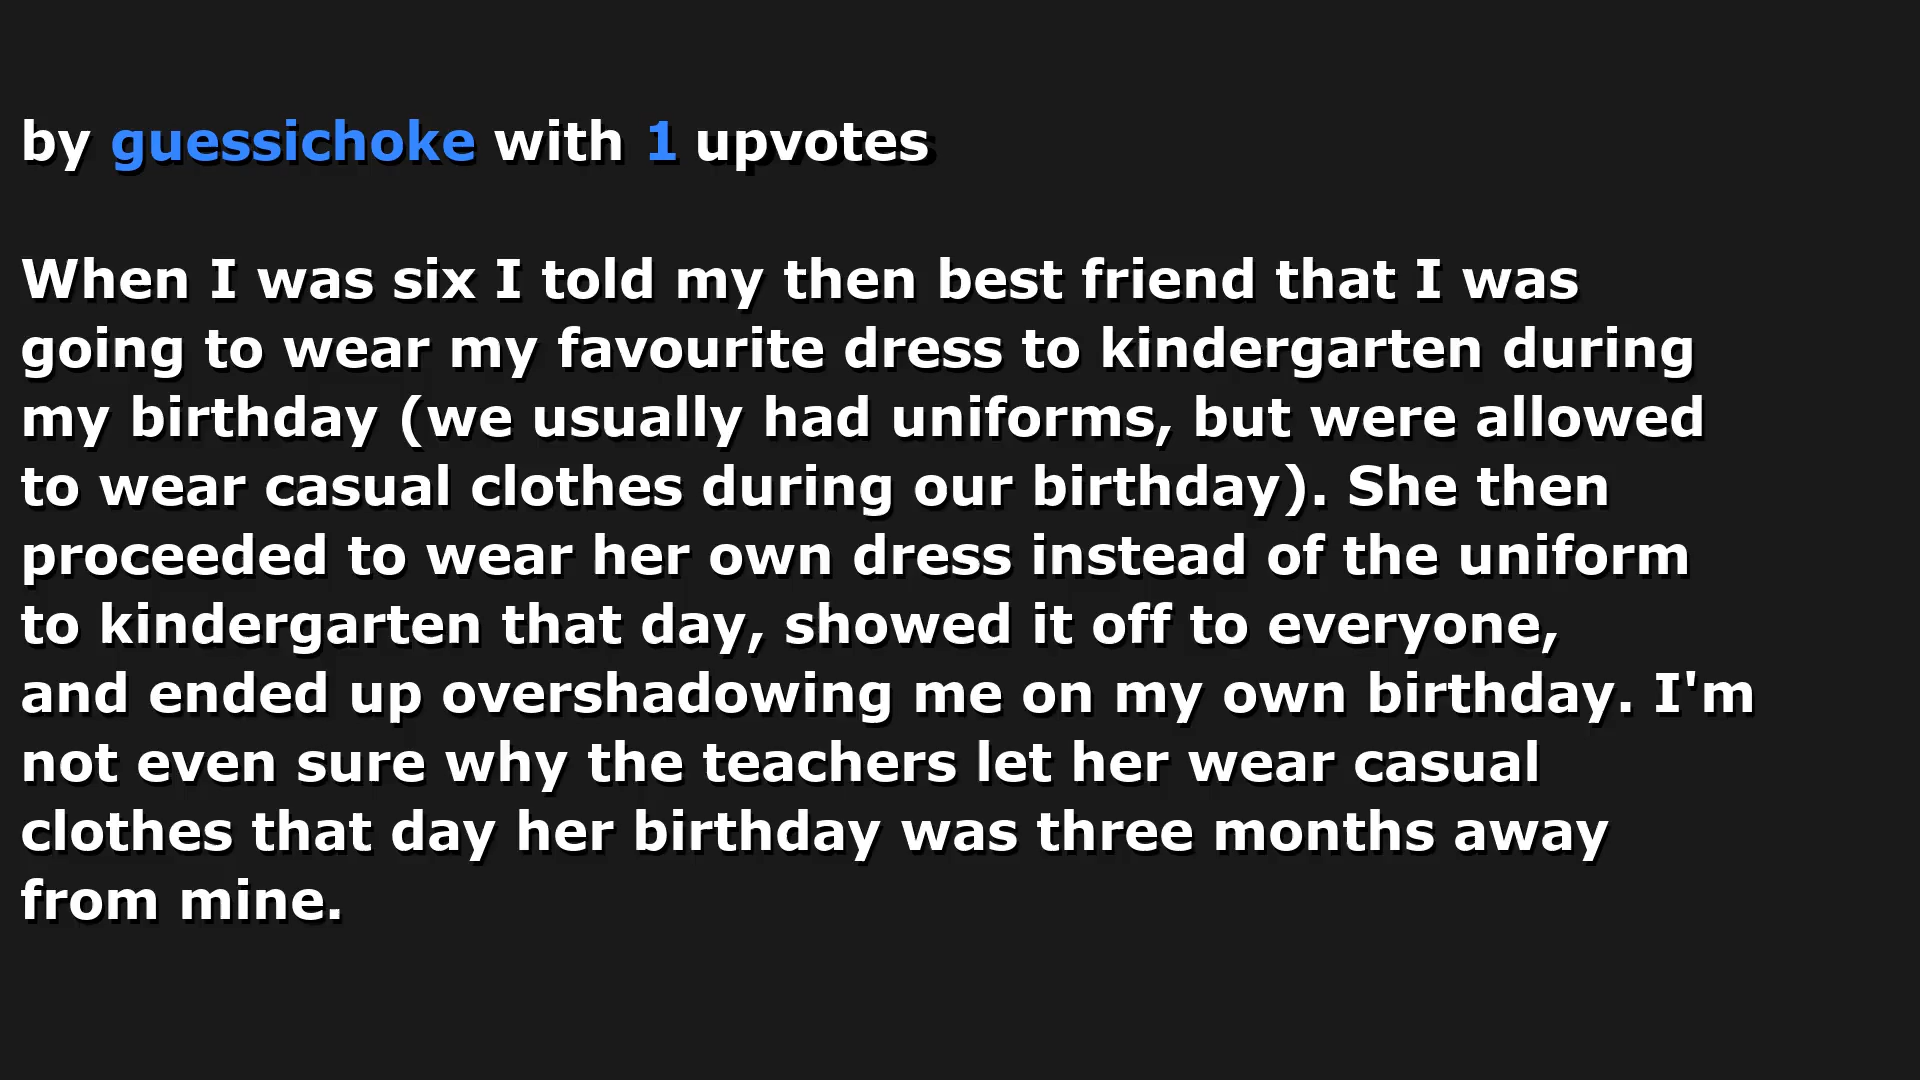 by guessichoke with 1 upvotes
When I was six I told my then best friend that I was
going to wear my favourite dress to kindergarten during
my birthday (we usually had uniforms, but were allowed
to wear casual clothes during our birthday). She then
proceeded to wear her own dress instead of the uniform
to kindergarten that day, showed it off to everyone,
and ended up overshadowing me on my own birthday. I'm
not even sure why the teachers let her wear casual
clothes that day her birthday was three months away
from mine.